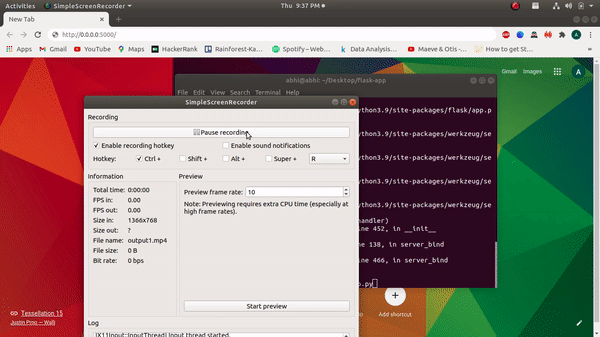 Activities SimpleScreenRecorder Thu 9:37 PM
New Tab
http://0.0.0.0:5000/
Apps Gmail YouTube Maps HackerRank Rainforest-Ka... Spotify – Web... Data Analysis... Maeve & Otis -... How to get St...
Gmail Images A
abhi@abhi: ~/Desktop/flask-app
File Edit View Search Terminal Help
ython3.9/site-packages/flask/app.p
ython3.9/site-packages/werkzeug/se
ython3.9/site-packages/werkzeug/se
ython3.9/site-packages/werkzeug/se
ython3.9/site-packages/werkzeug/se
handler)
ine 452, in __init__
ine 138, in server_bind
ine 466, in server_bind
o.py
SimpleScreenRecorder
Recording
Pause recording
Enable recording hotkey Enable sound notifications
Hotkey: Ctrl + Shift + Alt + Super + R
Information
Total time: 0:00:00
FPS in: 0.00
FPS out: 0.00
Size in: 1366x768
Size out: ?
File name: output1.mp4
File size: 0 B
Bit rate: 0 bps
Preview
Preview frame rate: 10
Note: Previewing requires extra CPU time (especially at
high frame rates).
Start preview
Log
[X11Input::InputThread] Input thread started.
Tessellation 15
Add shortcut